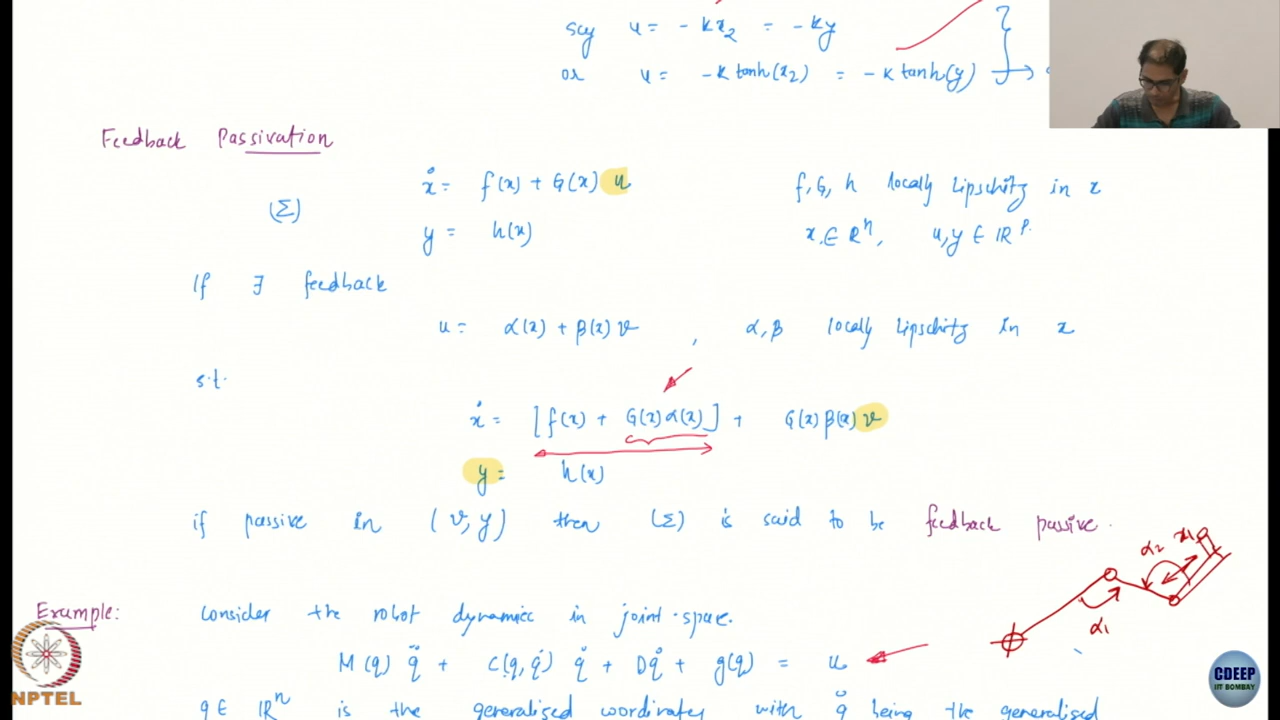 say u = - kx₂ = - ky
or u = -k tanh(x₂) = -k tanh(y)
Feedback Passivation
(Σ) ẋ = f(x) + G(x) u f, G, h locally Lipschitz in x
y = h(x) x ∈ ℝⁿ, u, y ∈ ℝᵖ.
If ∃ feedback
u = α(x) + β(x) v , α, β locally Lipschitz in x
s.t.
ẋ = [f(x) + G(x)α(x)] + G(x)β(x) v
y = h(x)
if passive in (v, y) then (Σ) is said to be feedback passive.
α₂
α₁
Example: Consider the robot dynamics in joint-space.
M(q) q̈ + C(q, q̇) q̇ + Dq̇ + g(q) = u
q ∈ ℝⁿ is the generalised coordinates with q̇ being the generalised
NPTEL
CDEEP
IIT BOMBAY